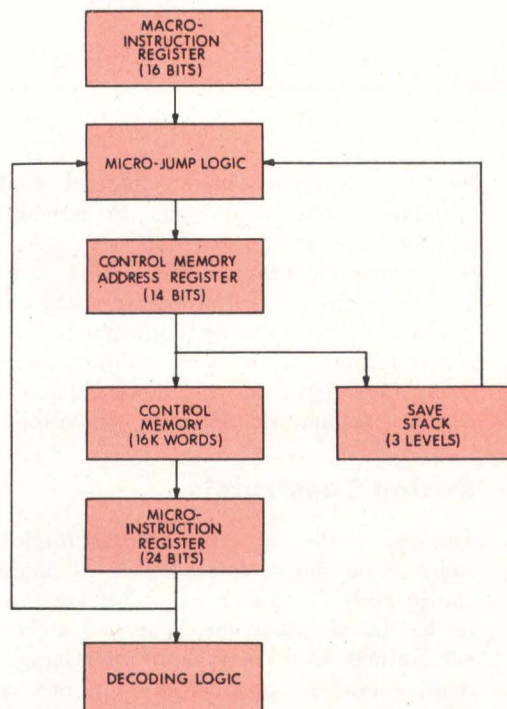 MACRO-
INSTRUCTION
REGISTER
(16 BITS)
MICRO-JUMP LOGIC
CONTROL MEMORY
ADDRESS REGISTER
(14 BITS)
CONTROL
MEMORY
(16K WORDS)
SAVE
STACK
(3 LEVELS)
MICRO-
INSTRUCTION
REGISTER
(24 BITS)
DECODING LOGIC